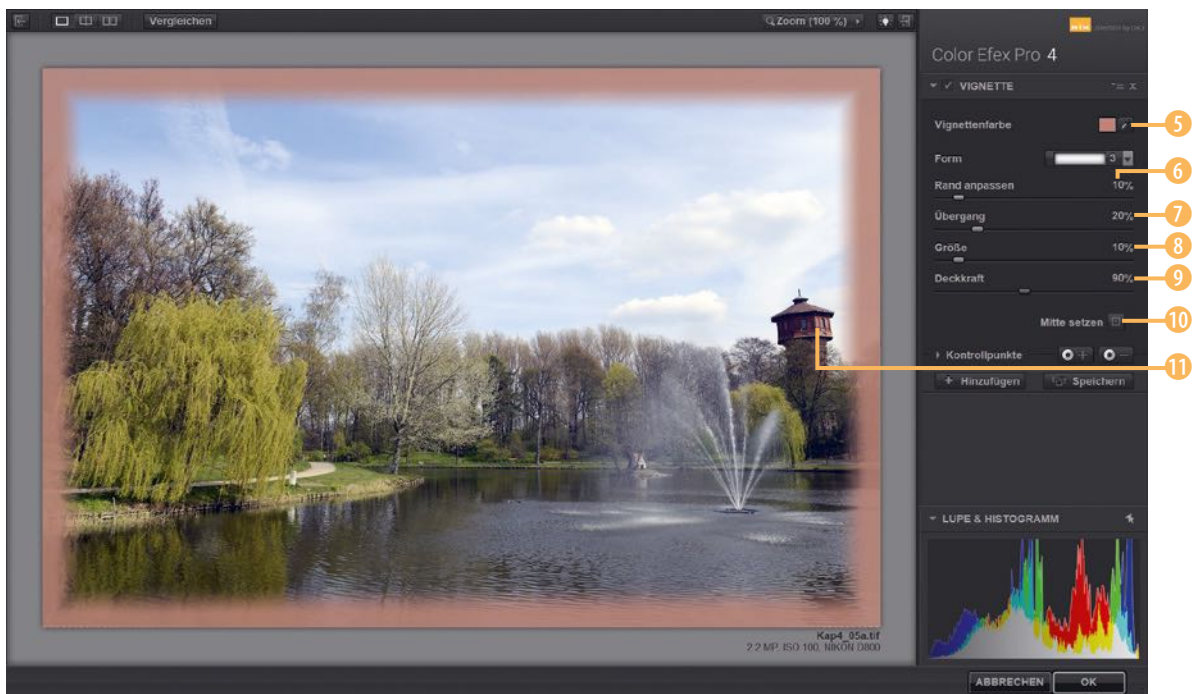 Vergleichen
Zoom (100 %)
nik
Color Efex Pro 4
VIGNETTE
Vignettenfarbe
5
Form
3
6
Rand anpassen
10%
Übergang
20%
7
Größe
10%
8
Deckkraft
90%
9
Mitte setzen
10
Kontrollpunkte
11
Hinzufügen
Speichern
LUPE & HISTOGRAMM
Kap4_05a.tif
2.2 MP, ISO 100, NIKON D800
ABBRECHEN
OK